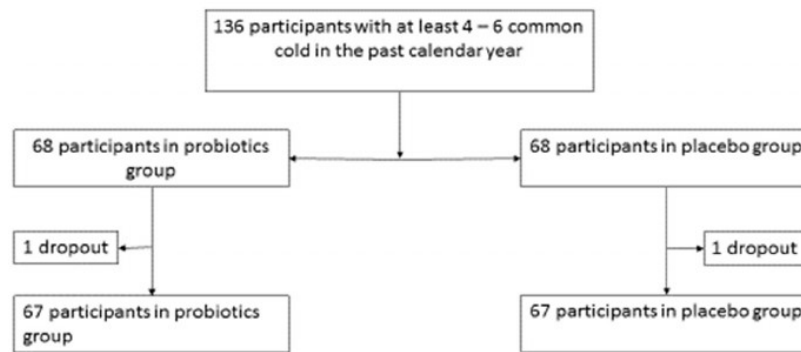 136 participants with at least 4 – 6 common
cold in the past calendar year
68 participants in probiotics
group
68 participants in placebo group
1 dropout
1 dropout
67 participants in probiotics
group
67 participants in placebo group